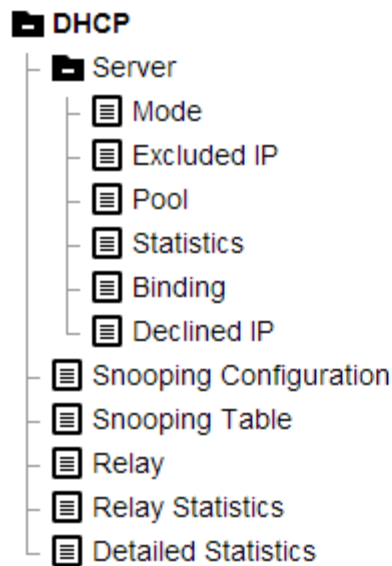 DHCP
Server
Mode
Excluded IP
Pool
Statistics
Binding
Declined IP
Snooping Configuration
Snooping Table
Relay
Relay Statistics
Detailed Statistics